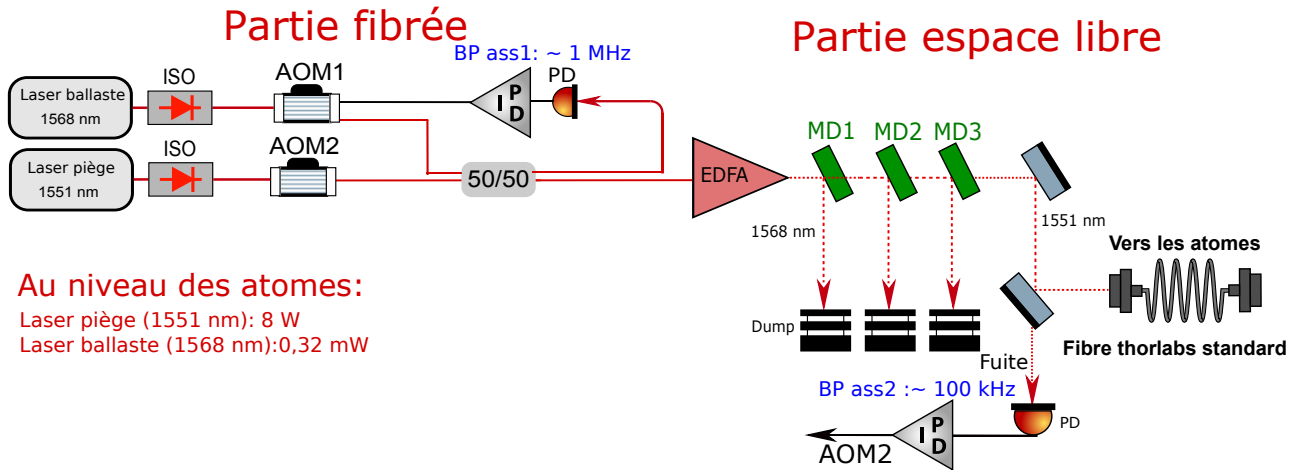 Partie fibrée
Partie espace libre
BP ass1: ~ 1 MHz
ISO
AOM1
PD
Laser ballaste
1568 nm
P
I
D
MD1
MD2
MD3
ISO
AOM2
Laser piège
1551 nm
50/50
EDFA
1568 nm
1551 nm
Vers les atomes
Au niveau des atomes:
Laser piège (1551 nm): 8 W
Laser ballaste (1568 nm):0,32 mW
Dump
Fibre thorlabs standard
Fuite
BP ass2 :~ 100 kHz
PD
P
I
D
AOM2